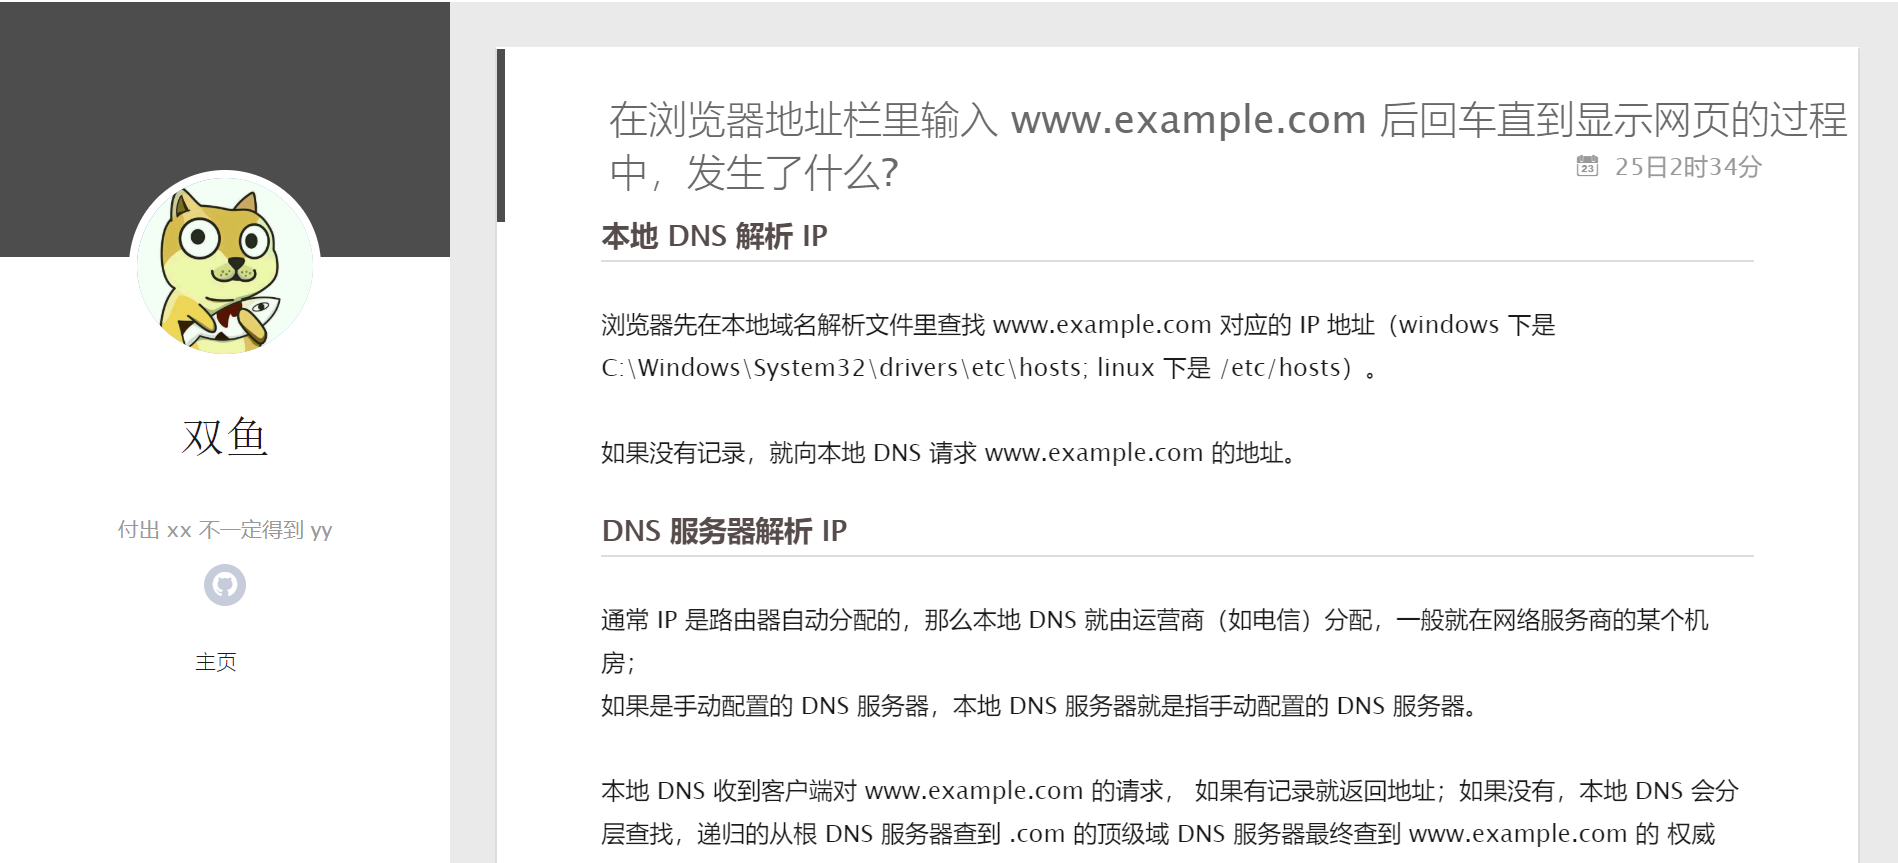 双鱼
付出 xx 不一定得到 yy
主页
在浏览器地址栏里输入 www.example.com 后回车直到显示网页的过程
中，发生了什么?
23
25日2时34分
本地 DNS 解析 IP
浏览器先在本地域名解析文件里查找 www.example.com 对应的 IP 地址（windows 下是
C:\Windows\System32\drivers\etc\hosts; linux 下是 /etc/hosts）。
如果没有记录，就向本地 DNS 请求 www.example.com 的地址。
DNS 服务器解析 IP
通常 IP 是路由器自动分配的，那么本地 DNS 就由运营商（如电信）分配，一般就在网络服务商的某个机
房；
如果是手动配置的 DNS 服务器，本地 DNS 服务器就是指手动配置的 DNS 服务器。
本地 DNS 收到客户端对 www.example.com 的请求， 如果有记录就返回地址；如果没有，本地 DNS 会分
层查找，递归的从根 DNS 服务器查到 .com 的顶级域 DNS 服务器最终查到 www.example.com 的 权威